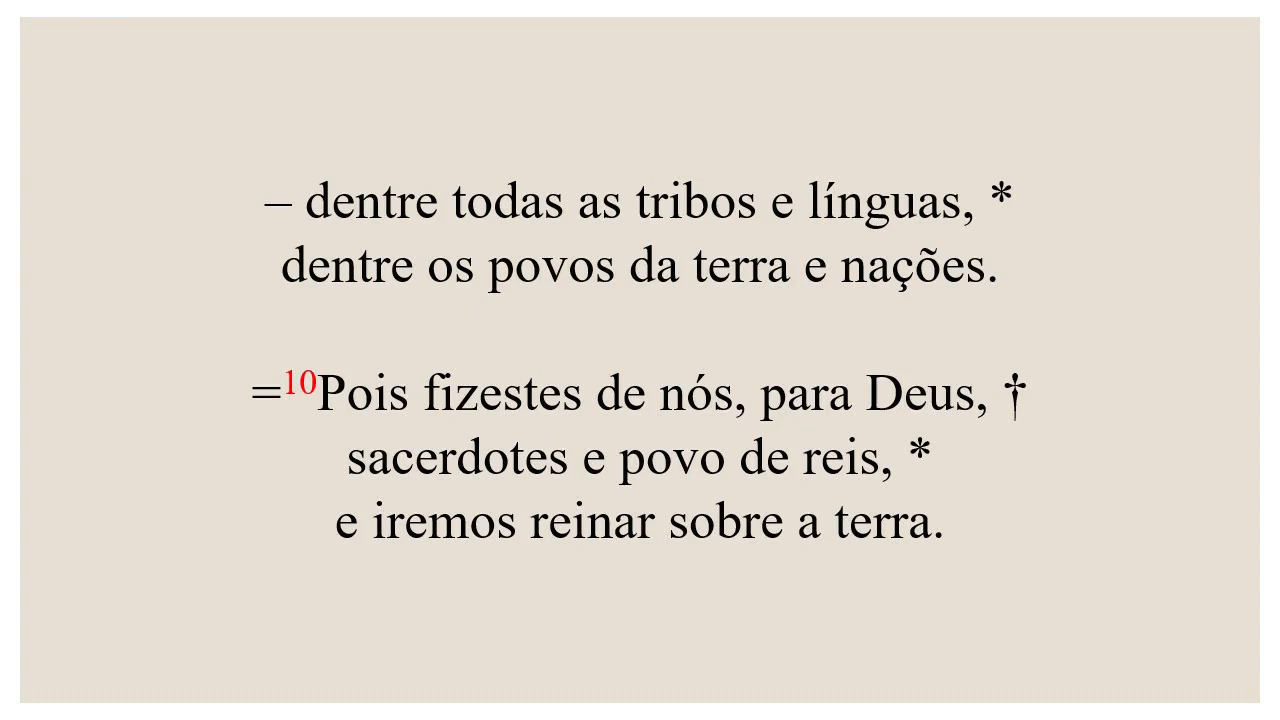 – dentre todas as tribos e línguas, *
dentre os povos da terra e nações.
=10Pois fizestes de nós, para Deus, †
sacerdotes e povo de reis, *
e iremos reinar sobre a terra.